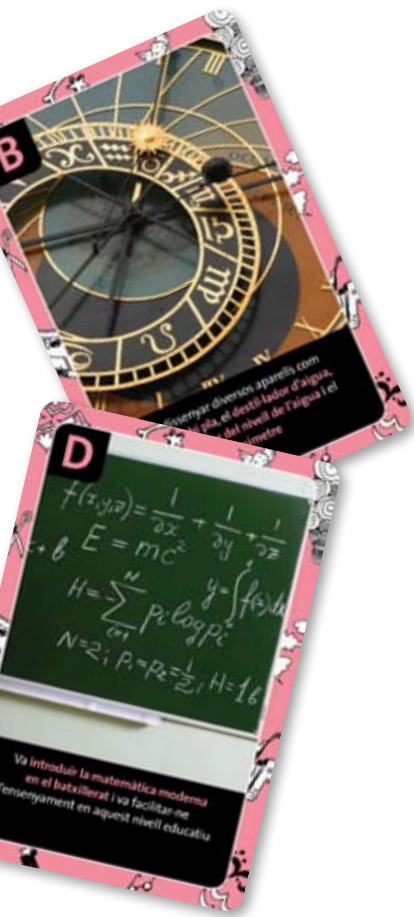 B
dissenyar diversos aparells com
pla, el destil·lador d'aigua,
del nivell de l'aigua i el
D
f(x,y,z) = 1/∂x + 1/∂y + 1/∂z
E = mc²
H = ∑ pᵢ log pᵢ
N=2; p₁=p₂=1/2; H=1б
Va introduir la matemàtica moderna
en el batxillerat i va facilitar-ne
l'ensenyament en aquest nivell educatiu